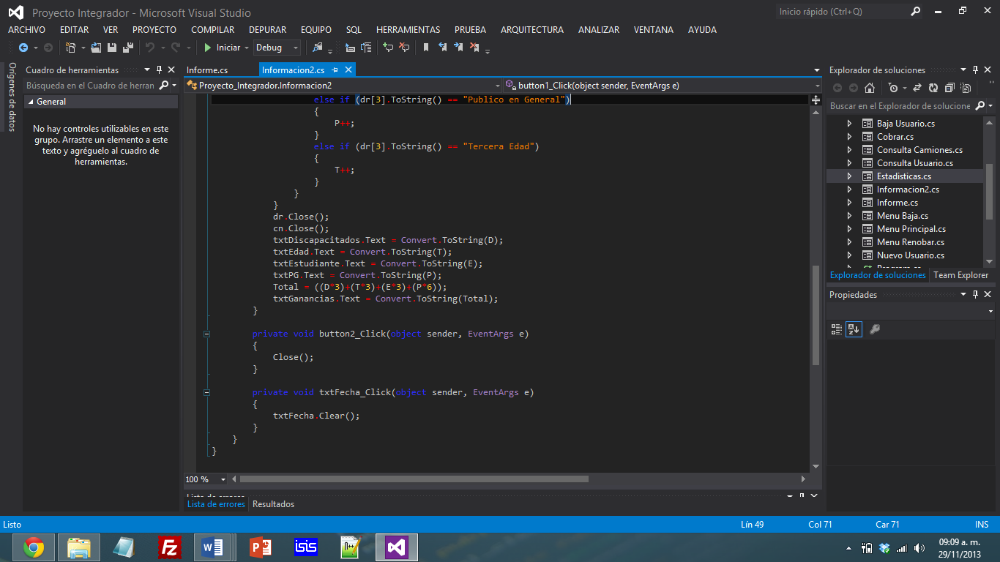 Proyecto Integrador - Microsoft Visual Studio
Inicio rápido (Ctrl+Q)
ARCHIVO EDITAR VER PROYECTO COMPILAR DEPURAR EQUIPO SQL HERRAMIENTAS PRUEBA ARQUITECTURA ANALIZAR VENTANA AYUDA
Iniciar Debug
Orígenes de datos
Cuadro de herramientas
Búsqueda en el Cuadro de herran
General
No hay controles utilizables en este
grupo. Arrastre un elemento a este
texto y agréguelo al cuadro de
herramientas.
Informe.cs Informacion2.cs
Proyecto_Integrador.Informacion2 button1_Click(object sender, EventArgs e)
else if (dr[3].ToString() == "Publico en General")
{
P++;
}
else if (dr[3].ToString() == "Tercera Edad")
{
T++;
}
}
}
dr.Close();
cn.Close();
txtDiscapacitados.Text = Convert.ToString(D);
txtEdad.Text = Convert.ToString(T);
txtEstudiante.Text = Convert.ToString(E);
txtPG.Text = Convert.ToString(P);
Total = ((D*3)+(T*3)+(E*3)+(P*6));
txtGanancias.Text = Convert.ToString(Total);
}
private void button2_Click(object sender, EventArgs e)
{
Close();
}
private void txtFecha_Click(object sender, EventArgs e)
{
txtFecha.Clear();
}
}
}
100 %
Lista de errores
Lista de errores Resultados
Explorador de soluciones
Buscar en el Explorador de solucione
Baja Usuario.cs
Cobrar.cs
Consulta Camiones.cs
Consulta Usuario.cs
Estadisticas.cs
Informacion2.cs
Informe.cs
Menu Baja.cs
Menu Principal.cs
Menu Renobar.cs
Nuevo Usuario.cs
Program.cs
Explorador de soluciones Team Explorer
Propiedades
Listo Lín 49 Col 71 Car 71 INS
isis
09:09 a. m.
29/11/2013